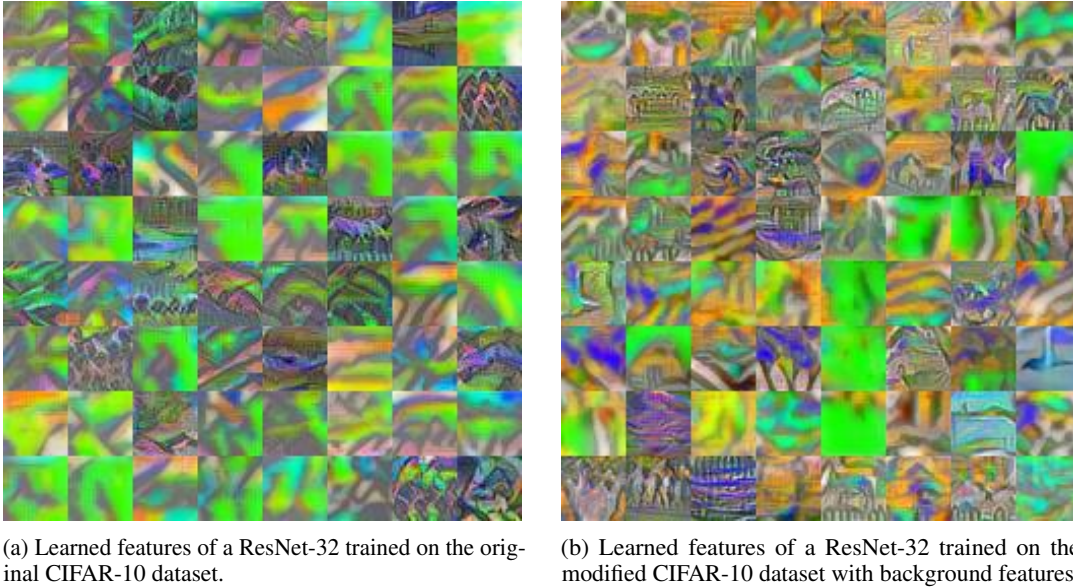 (a) Learned features of a ResNet-32 trained on the orig-
inal CIFAR-10 dataset.
(b) Learned features of a ResNet-32 trained on the
modified CIFAR-10 dataset with background features